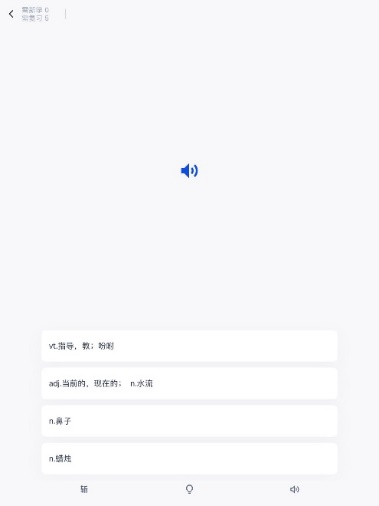 需新学 0
需复习 5
vt.指导，教；吩咐
adj.当前的，现在的； n.水流
n.鼻子
n.蜡烛
斩